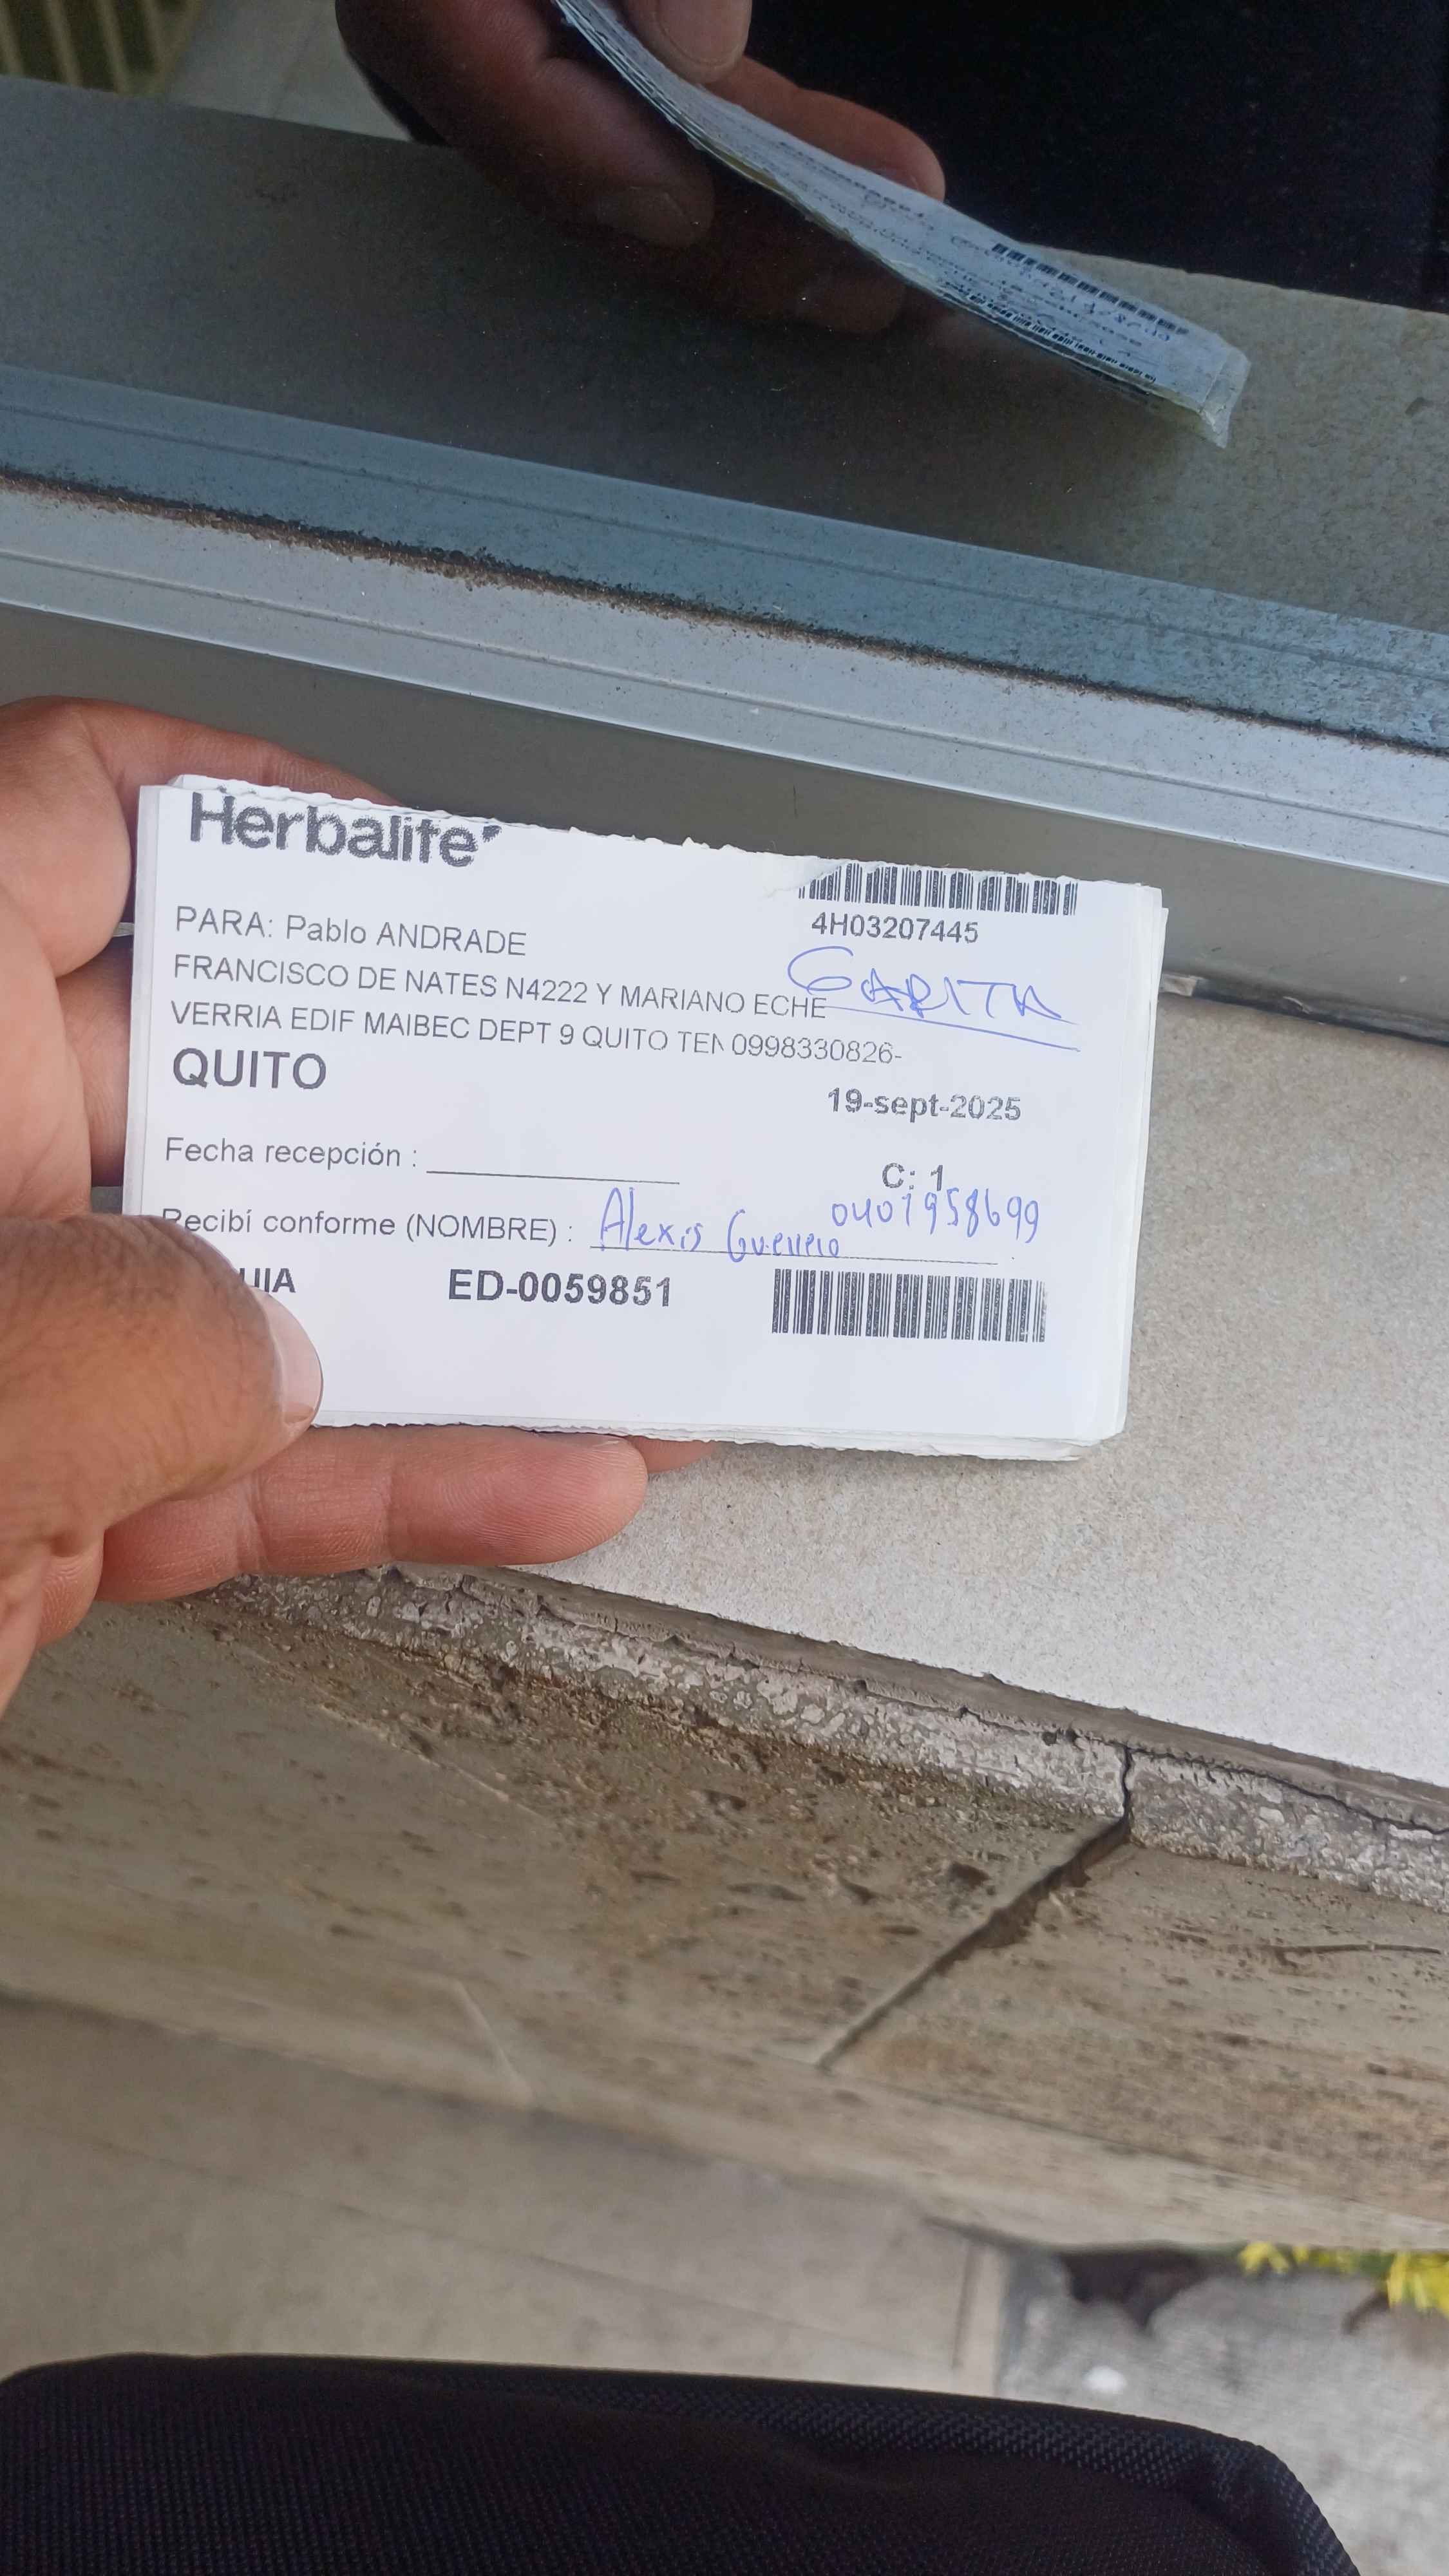 Herbalife
4H03207445
PARA: Pablo ANDRADE
GARITA
FRANCISCO DE NATES N4222 Y MARIANO ECHE
VERRIA EDIF MAIBEC DEPT 9 QUITO TEN 0998330826-
QUITO
19-sept-2025
Fecha recepción :
C: 1
Recibí conforme (NOMBRE) : Alexis Guerrero 0401958699
UIA ED-0059851